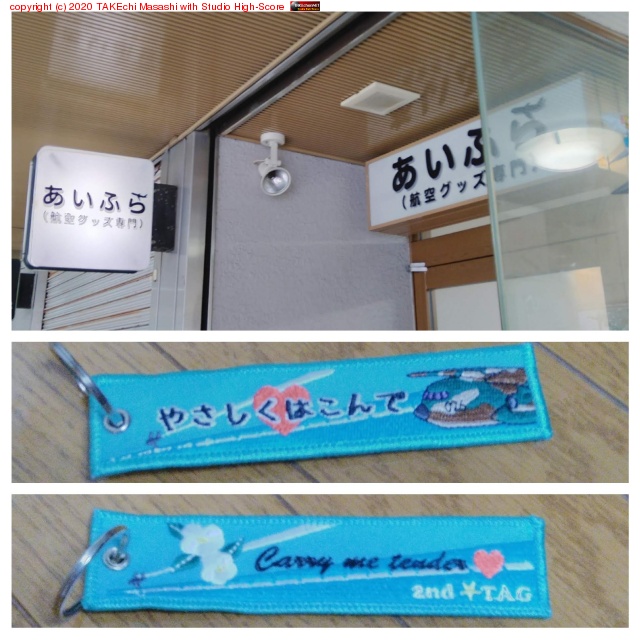 copyright (c) 2020 TAKEchi Masashi with Studio High-Score
あいふら
(航空グッズ専門)
あいふら
(航空グッズ専門
やさしくはこんで
Carry me tender
2nd TAG